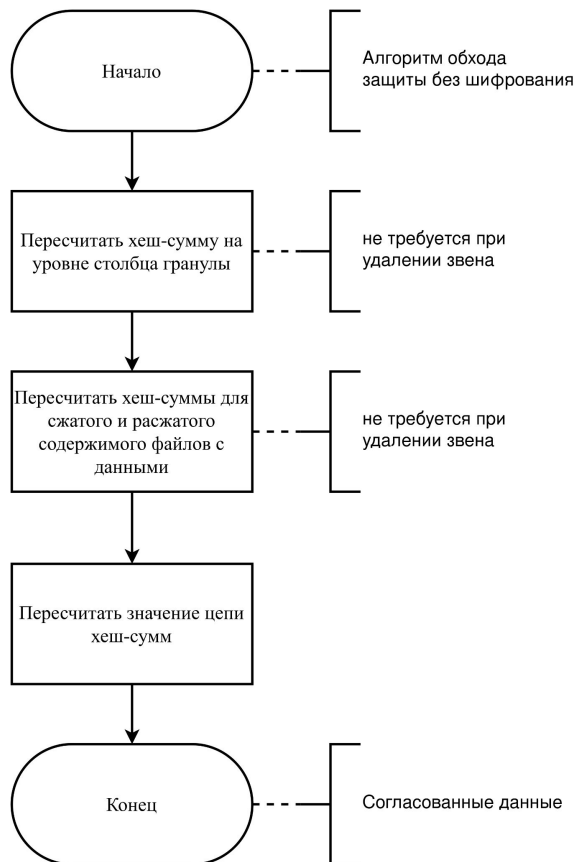 Начало
Алгоритм обхода
защиты без шифрования
Пересчитать хеш-сумму на
уровне столбца гранулы
не требуется при
удалении звена
Пересчитать хеш-суммы для
сжатого и расжатого
содержимого файлов с
данными
не требуется при
удалении звена
Пересчитать значение цепи
хеш-сумм
Конец
Согласованные данные